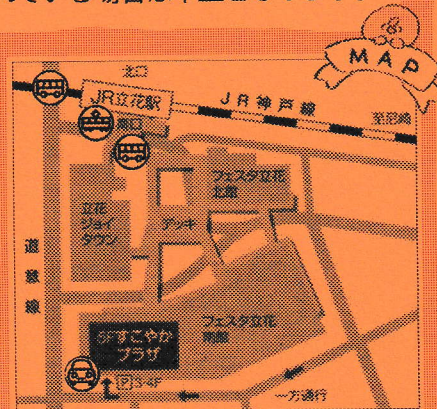 MAP
北口
JR立花駅
JR神戸線
至尼崎
南口
フェスタ立花
北館
立花
ジョイ
タウン
デッキ
道意線
フェスタ立花
南館
5Fすこやか
プラザ
P 3・4F
一方通行